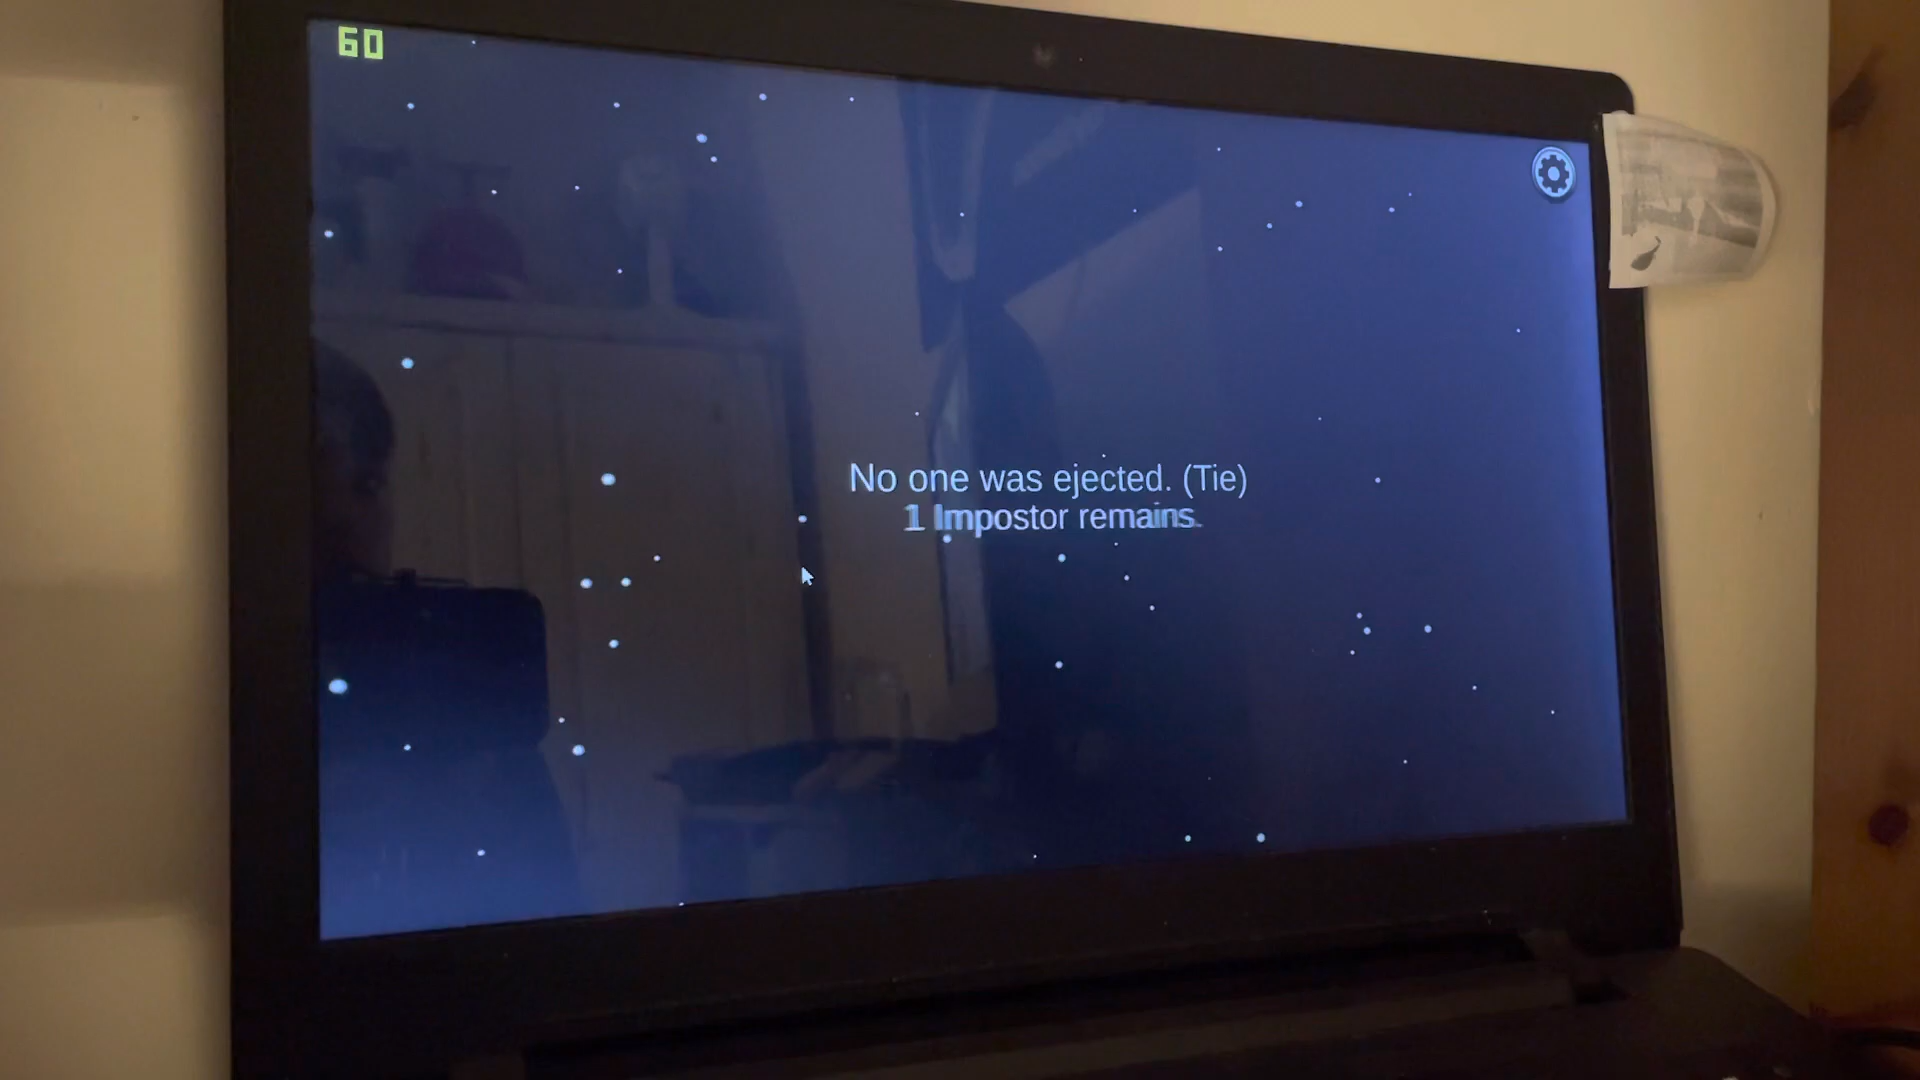 60
No one was ejected. (Tie)
1 Impostor remains.